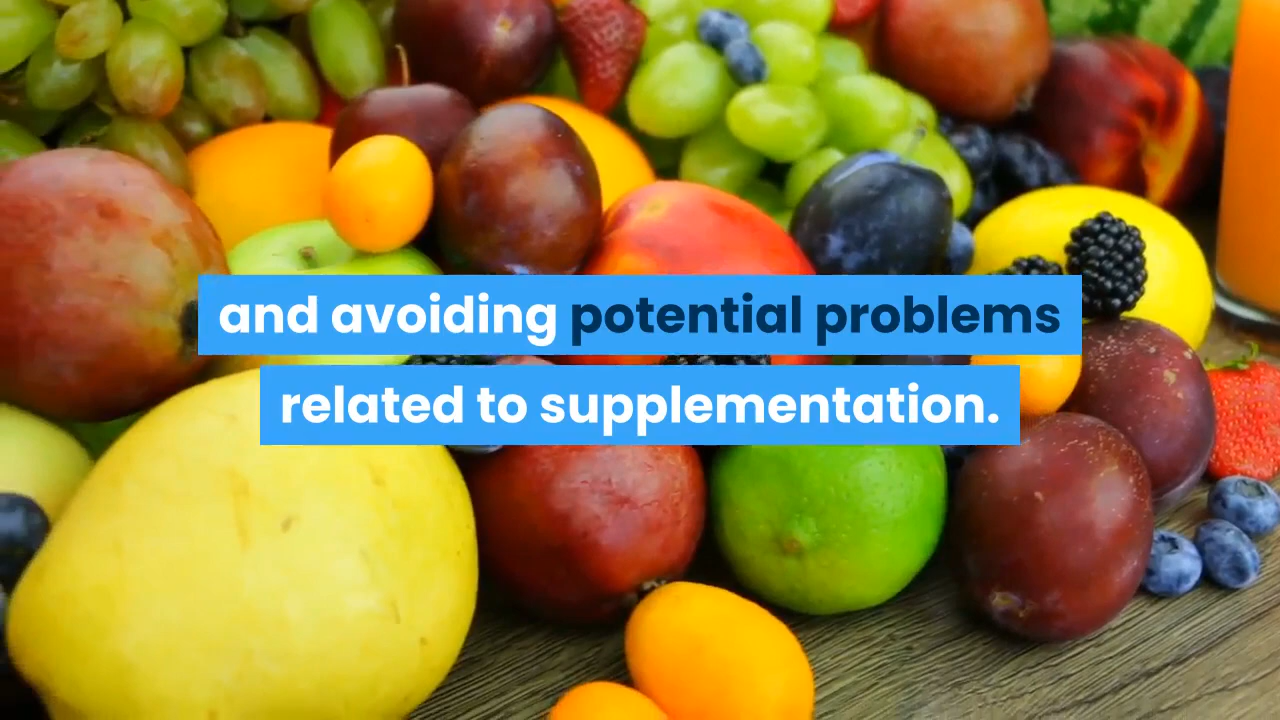 and avoiding potential problems
related to supplementation.